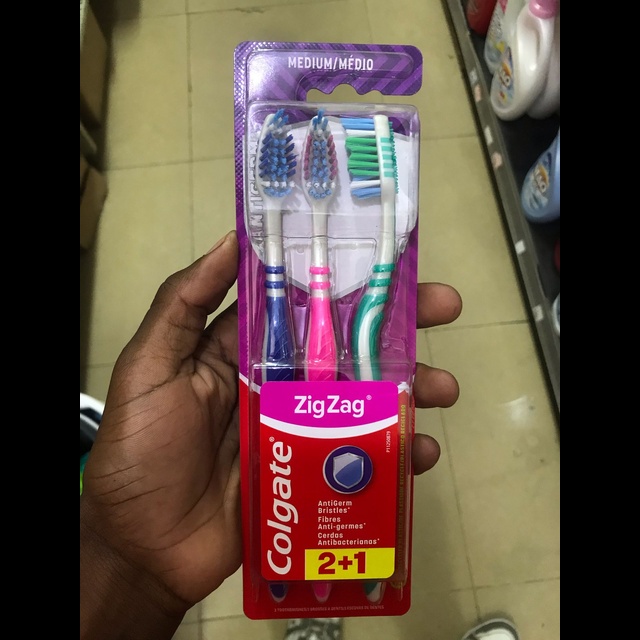 MEDIUM/MÉDIO
ZigZag®
Colgate®
AntiGerm
Bristles*
Fibres
Anti-germes*
Cerdas
Antibacterianas*
2+1